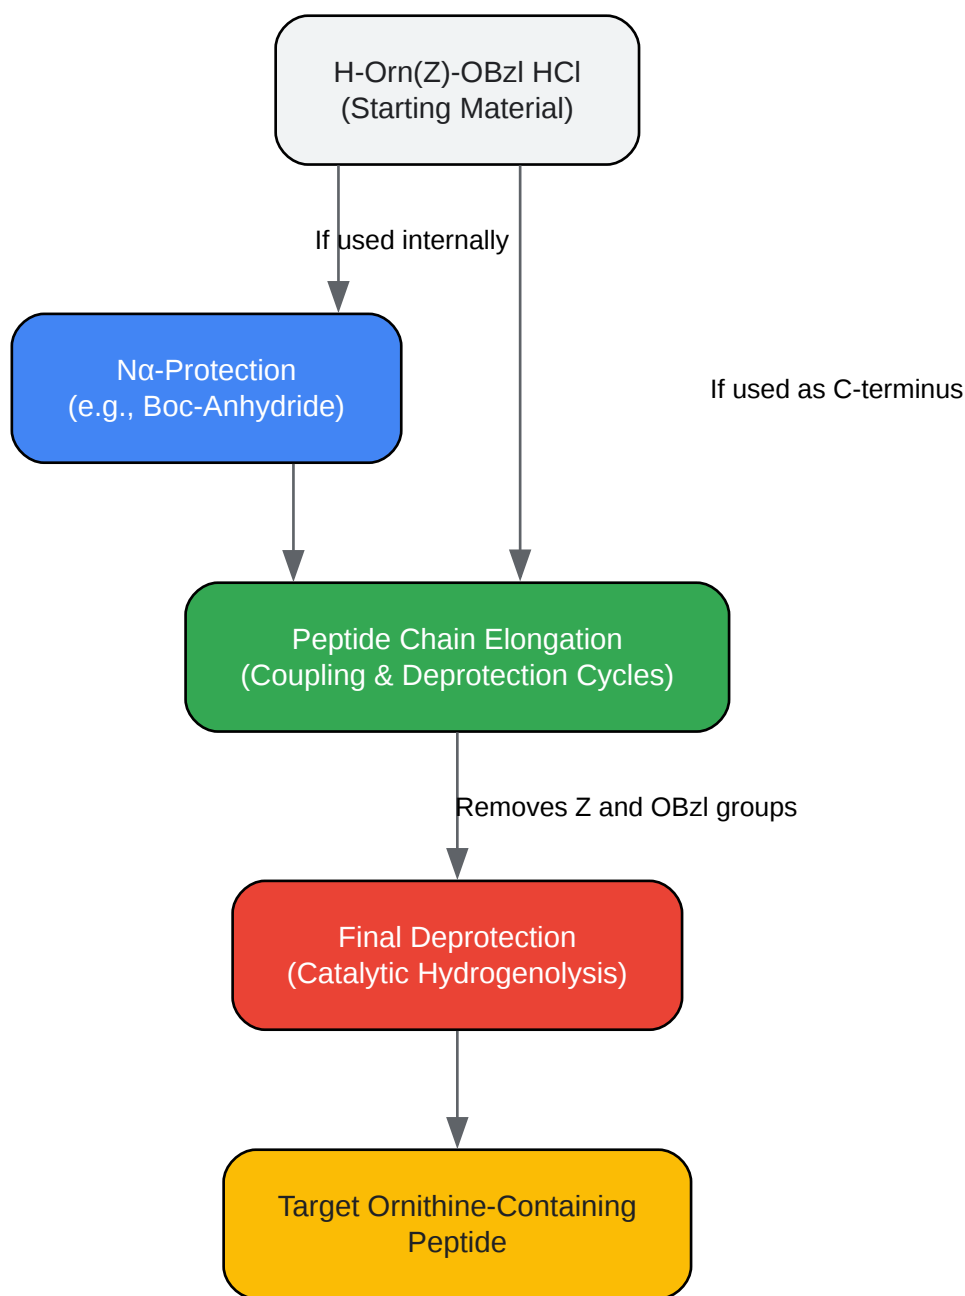 H-Orn(Z)-OBzl HCl
(Starting Material)
If used internally
Nα-Protection
(e.g., Boc-Anhydride)
If used as C-terminus
Peptide Chain Elongation
(Coupling & Deprotection Cycles)
Removes Z and OBzl groups
Final Deprotection
(Catalytic Hydrogenolysis)
Target Ornithine-Containing
Peptide